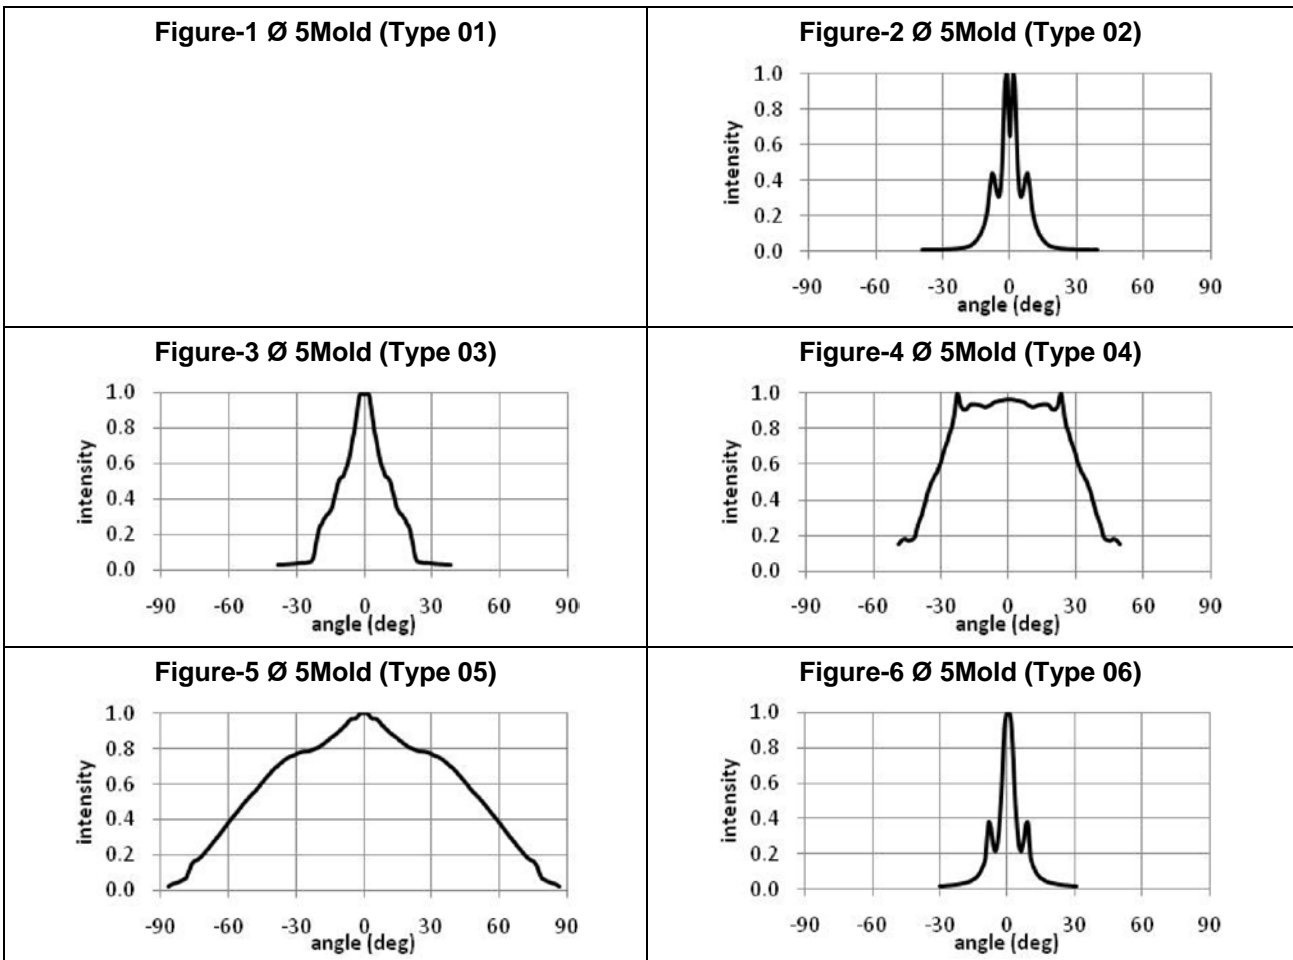 Figure-1 Ø 5Mold (Type 01)
Figure-2 Ø 5Mold (Type 02)
1.0
0.8
0.6
0.4
0.2
0.0
intensity
-90 -60 -30 0 30 60 90
angle (deg)
Figure-3 Ø 5Mold (Type 03)
1.0
0.8
0.6
0.4
0.2
0.0
intensity
-90 -60 -30 0 30 60 90
angle (deg)
Figure-4 Ø 5Mold (Type 04)
1.0
0.8
0.6
0.4
0.2
0.0
intensity
-90 -60 -30 0 30 60 90
angle (deg)
Figure-5 Ø 5Mold (Type 05)
1.0
0.8
0.6
0.4
0.2
0.0
intensity
-90 -60 -30 0 30 60 90
angle (deg)
Figure-6 Ø 5Mold (Type 06)
1.0
0.8
0.6
0.4
0.2
0.0
intensity
-90 -60 -30 0 30 60 90
angle (deg)